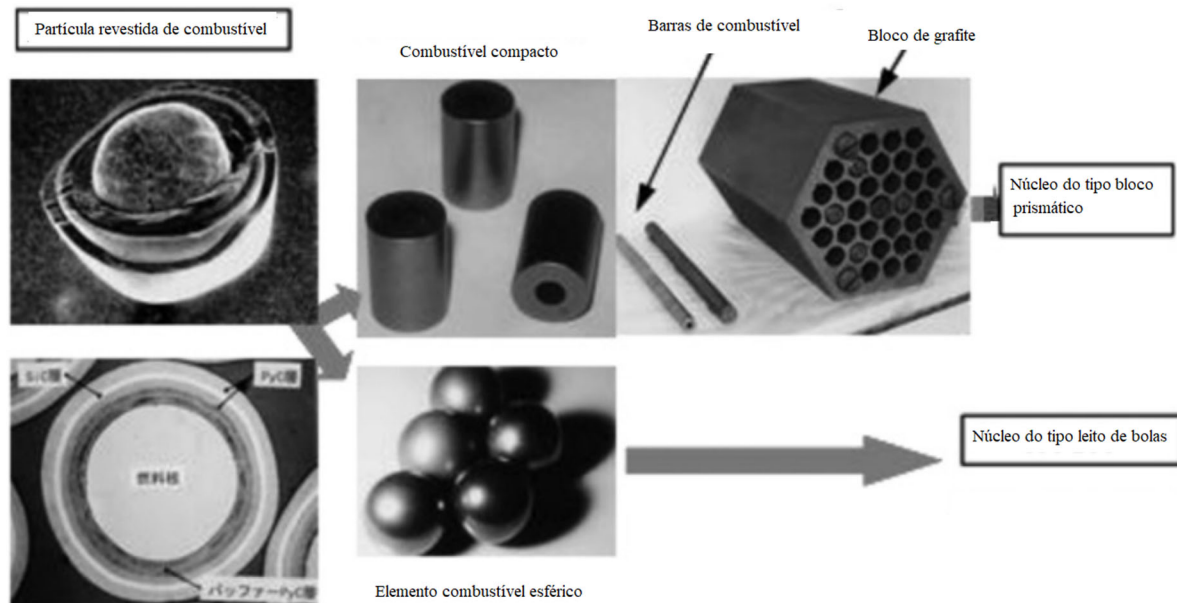 Partícula revestida de combustível
Combustível compacto
Barras de combustível
Bloco de grafite
Núcleo do tipo bloco
prismático
SiC層
PyC層
燃料核
バッファーPyC層
Núcleo do tipo leito de bolas
Elemento combustível esférico